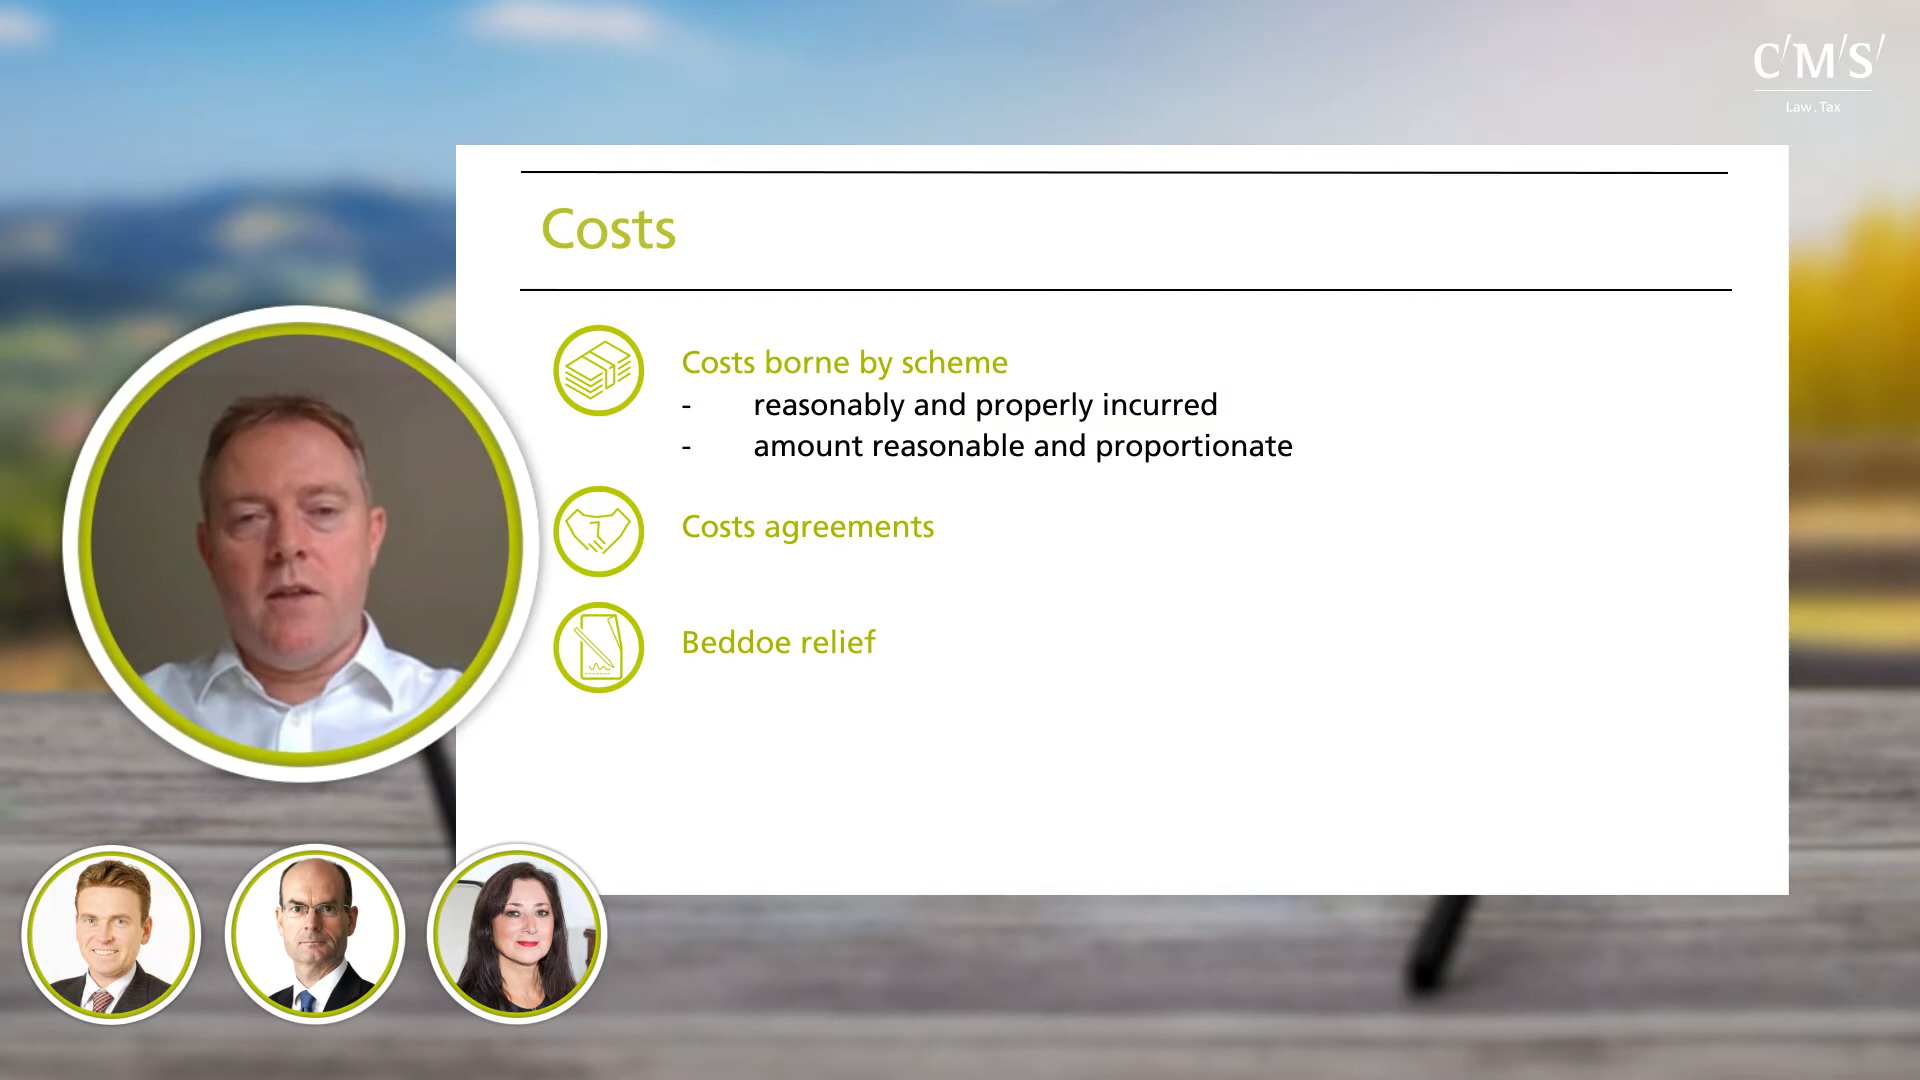 C/M/S/
Law.Tax
Costs
Costs borne by scheme
- reasonably and properly incurred
- amount reasonable and proportionate
Costs agreements
Beddoe relief